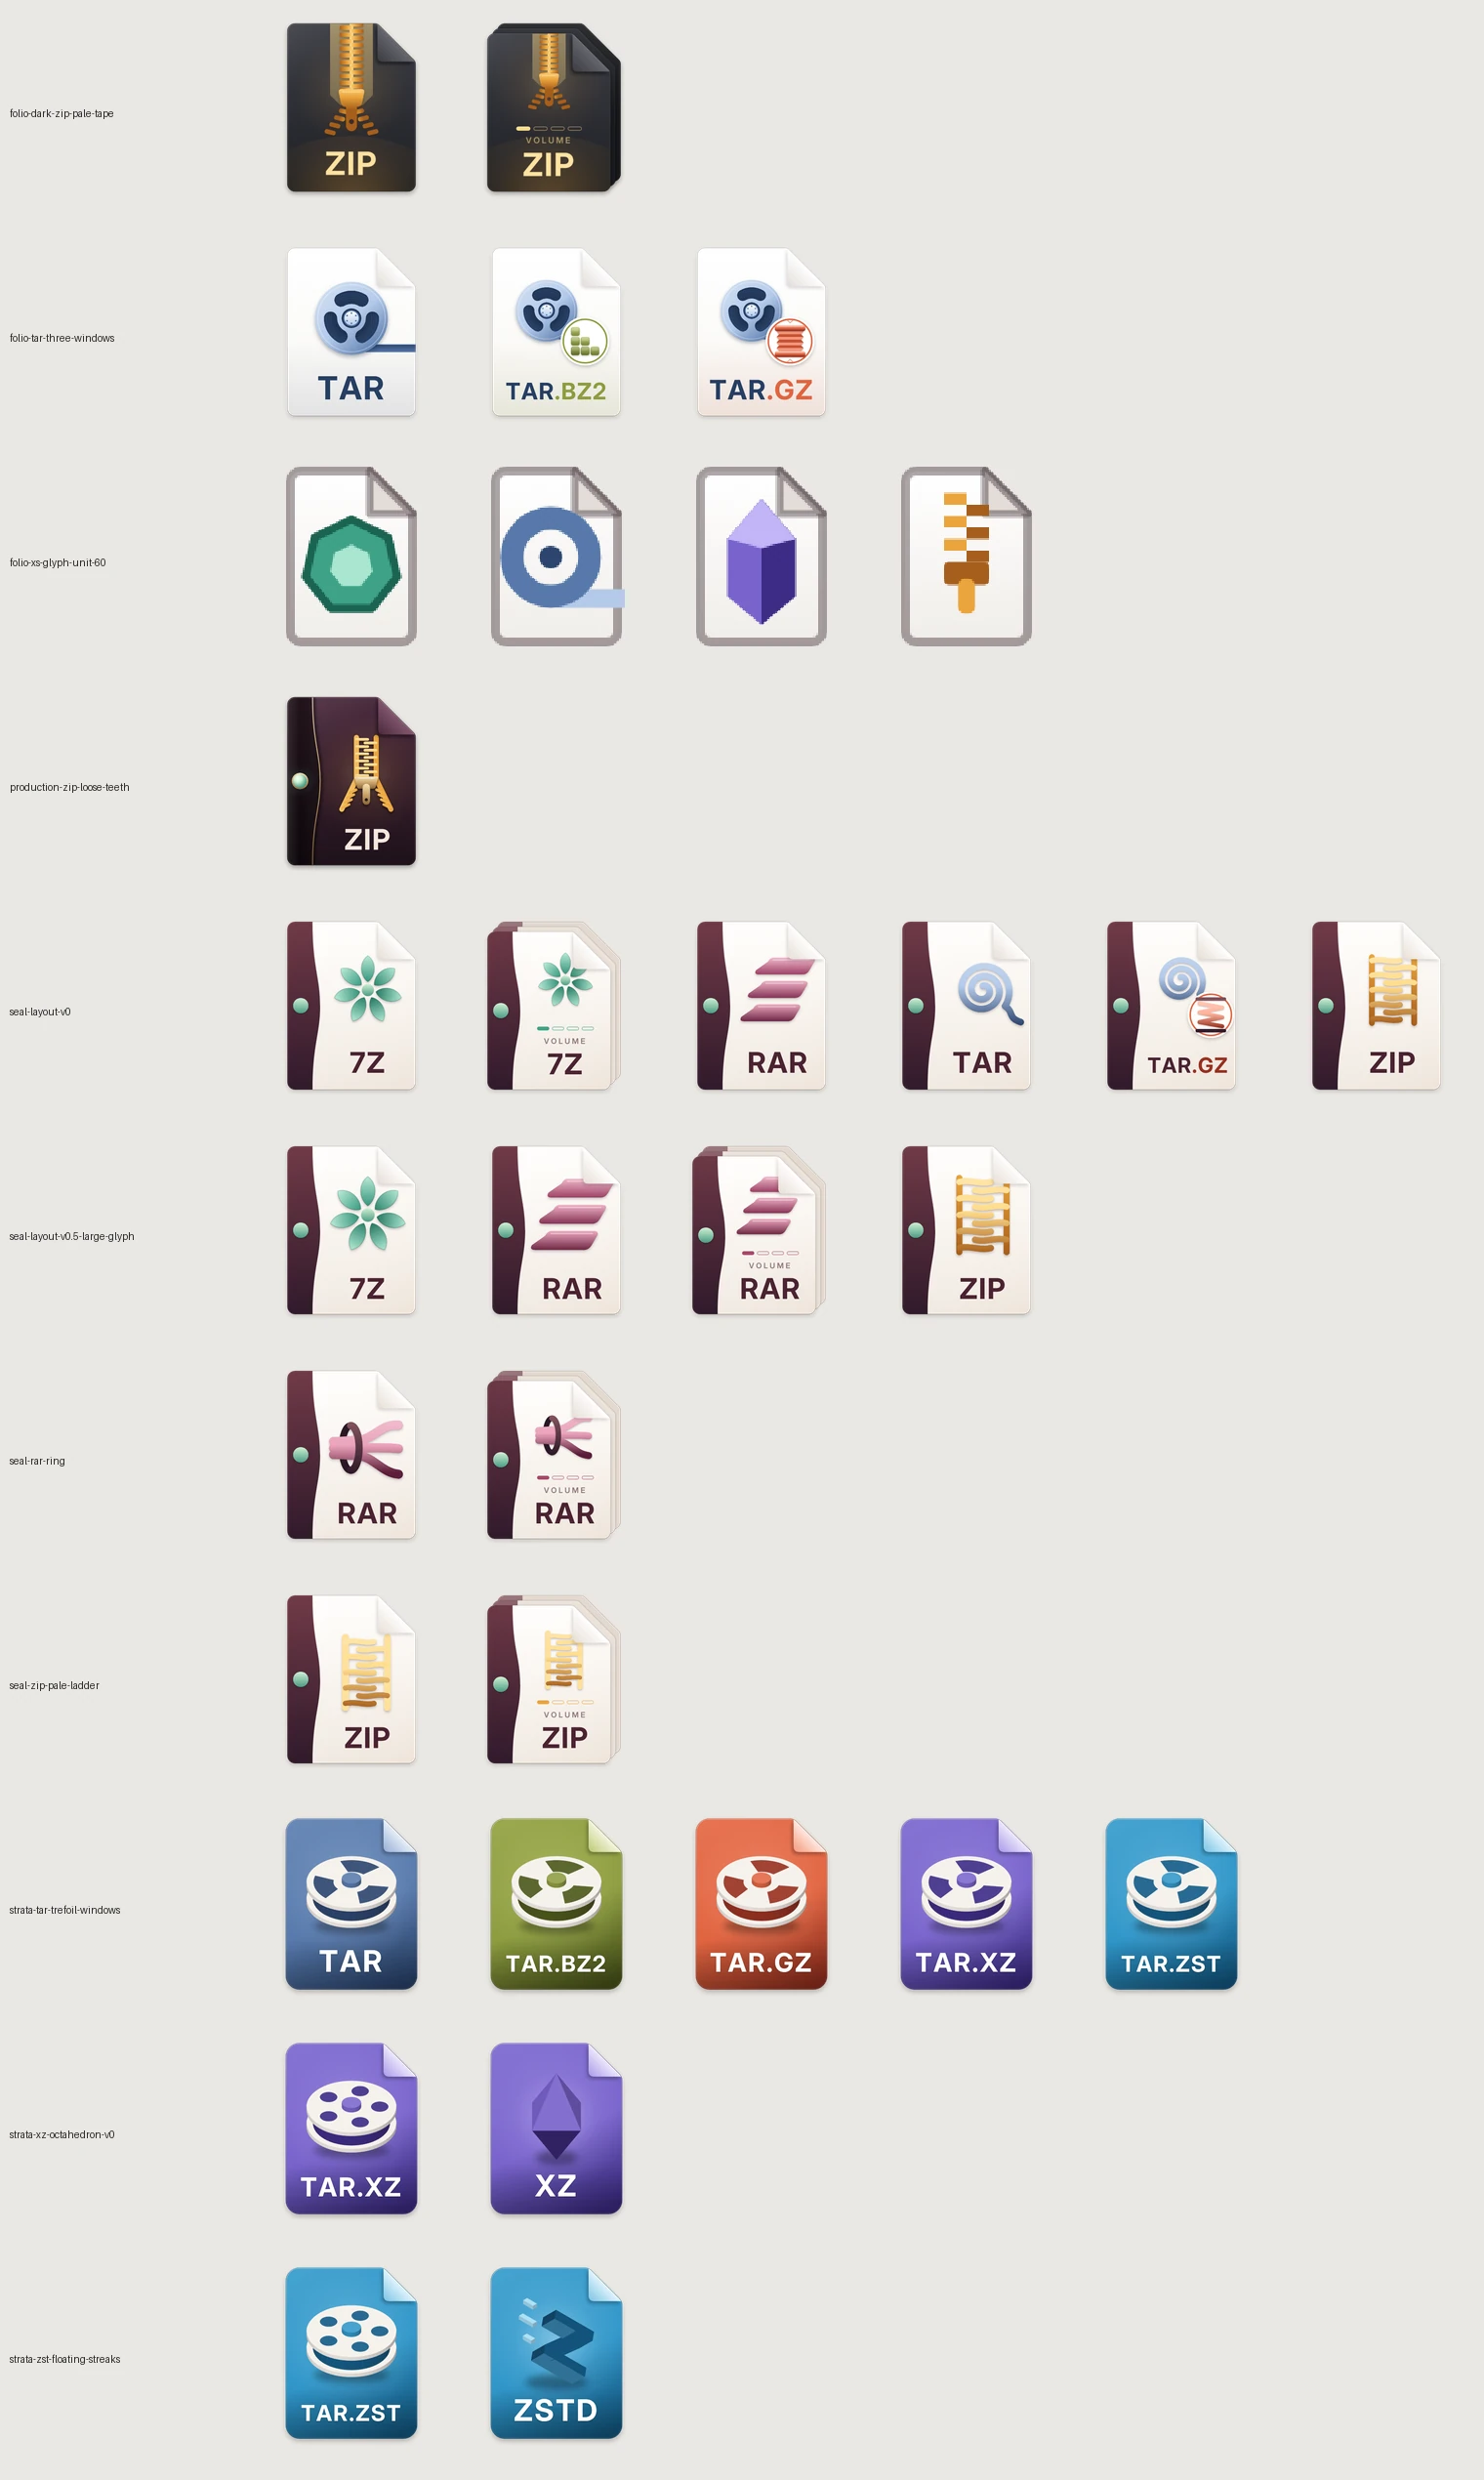 folio-dark-zip-pale-tape
ZIP
VOLUME
ZIP
folio-tar-three-windows
TAR
TAR.BZ2
TAR.GZ
folio-xs-glyph-unit-60
production-zip-loose-teeth
ZIP
seal-layout-v0
7Z
VOLUME
7Z
RAR
TAR
TAR.GZ
ZIP
seal-layout-v0.5-large-glyph
7Z
RAR
VOLUME
RAR
ZIP
seal-rar-ring
RAR
VOLUME
RAR
seal-zip-pale-ladder
ZIP
VOLUME
ZIP
strata-tar-trefoil-windows
TAR
TAR.BZ2
TAR.GZ
TAR.XZ
TAR.ZST
strata-xz-octahedron-v0
TAR.XZ
XZ
strata-zst-floating-streaks
TAR.ZST
ZSTD